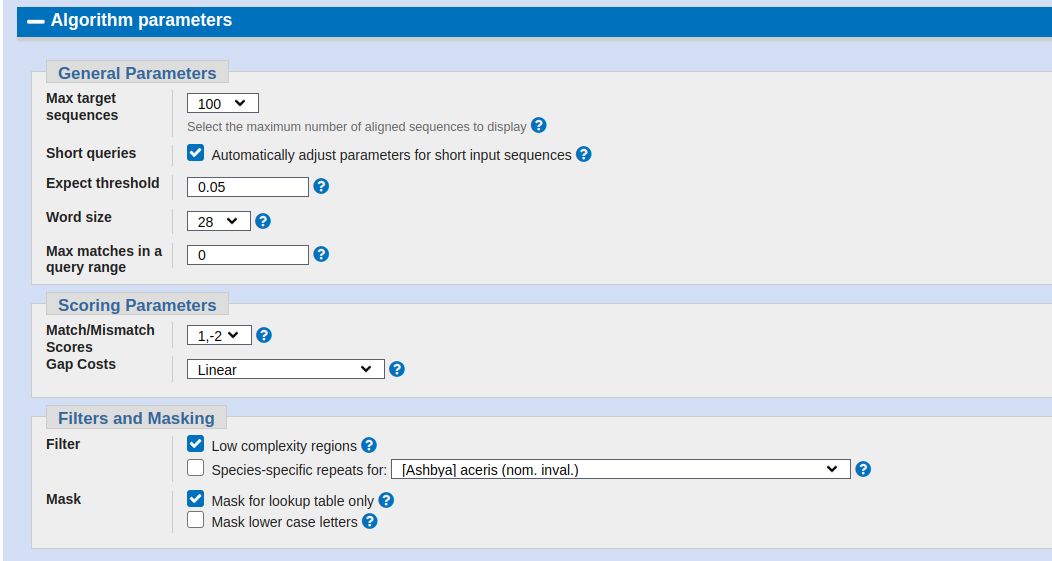 Algorithm parameters
General Parameters
Max target
sequences
100
Select the maximum number of aligned sequences to display ?
Short queries
Automatically adjust parameters for short input sequences ?
Expect threshold
0.05 ?
Word size
28 ?
Max matches in a
query range
0 ?
Scoring Parameters
Match/Mismatch
Scores
1,-2 ?
Gap Costs
Linear ?
Filters and Masking
Filter
Low complexity regions ?
Species-specific repeats for: [Ashbya] aceris (nom. inval.) ?
Mask
Mask for lookup table only ?
Mask lower case letters ?